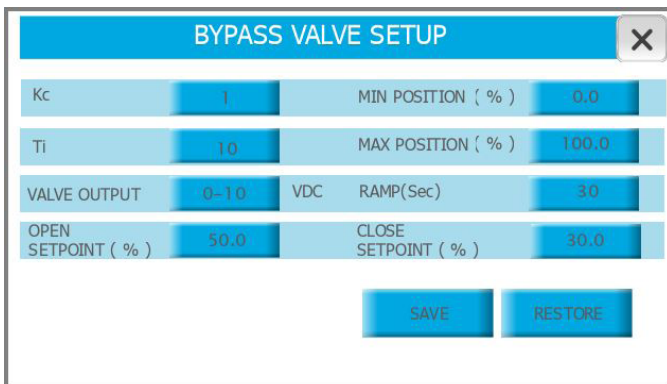 BYPASS VALVE SETUP X
Kc 1 MIN POSITION ( % ) 0.0
Ti 10 MAX POSITION ( % ) 100.0
VALVE OUTPUT 0-10 VDC RAMP(Sec) 30
OPEN
SETPOINT ( % ) 50.0
CLOSE
SETPOINT ( % ) 30.0
SAVE RESTORE